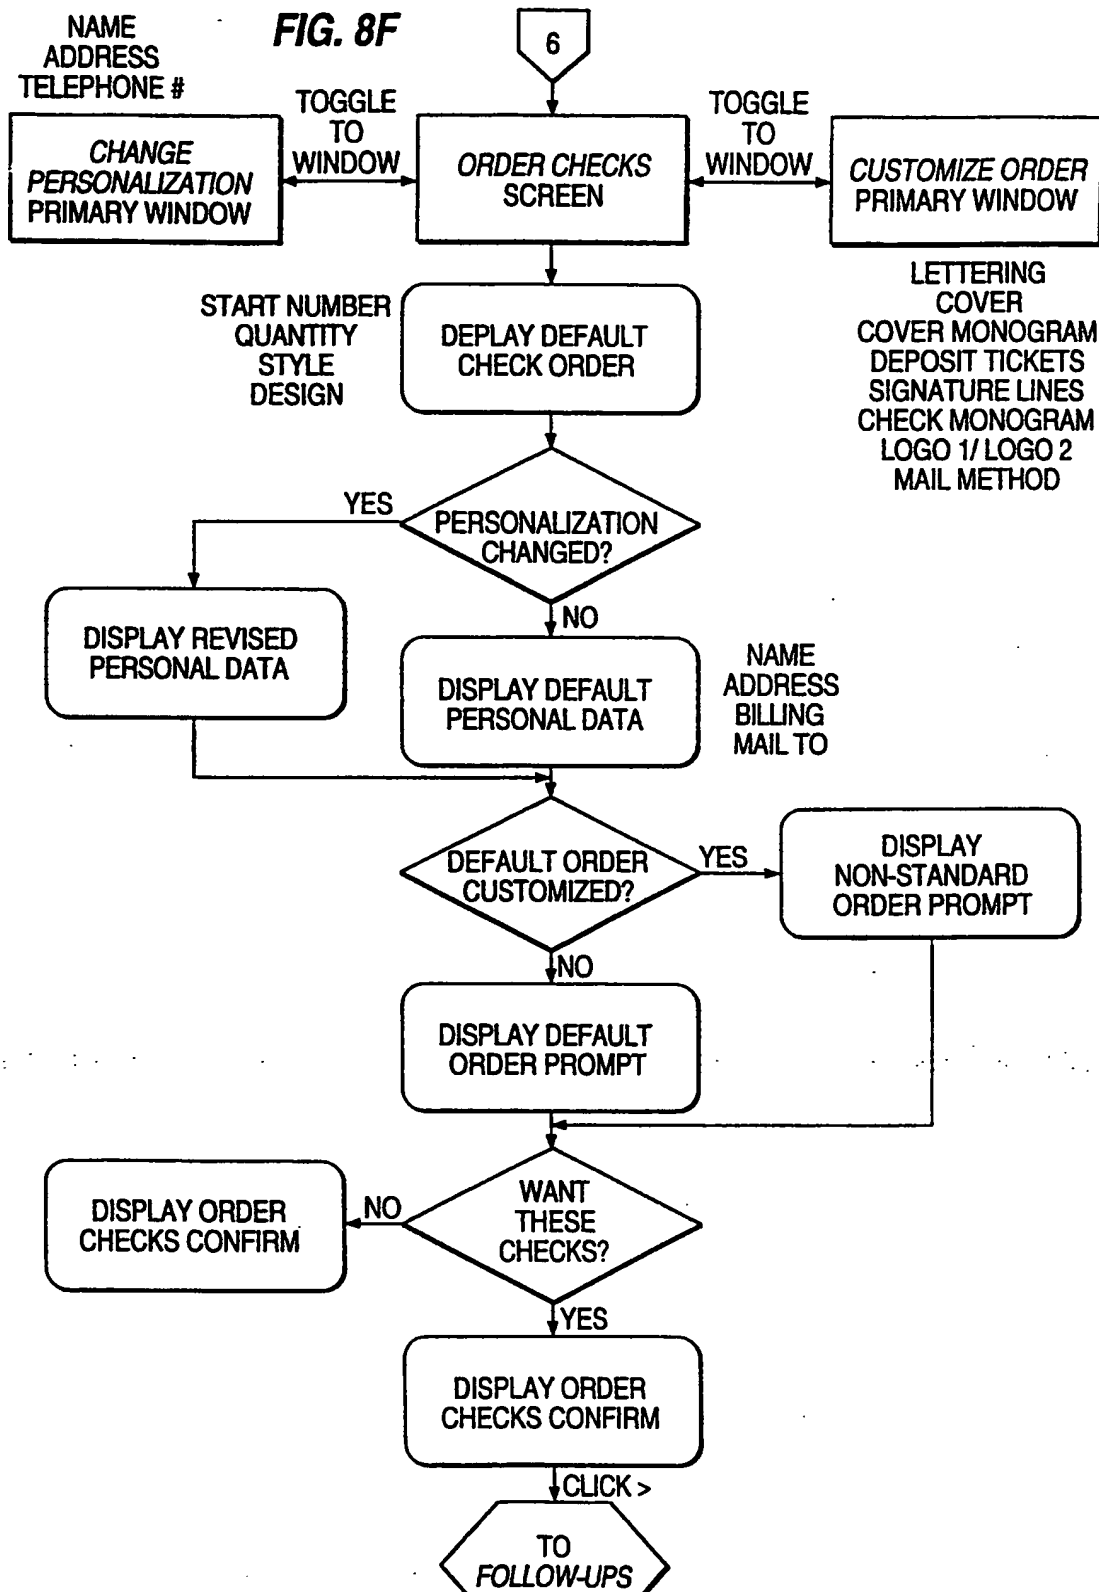 FIG. 8F
6
NAME
ADDRESS
TELEPHONE #
CHANGE
PERSONALIZATION
PRIMARY WINDOW
TOGGLE
TO
WINDOW
ORDER CHECKS
SCREEN
TOGGLE
TO
WINDOW
CUSTOMIZE ORDER
PRIMARY WINDOW
LETTERING
COVER
COVER MONOGRAM
DEPOSIT TICKETS
SIGNATURE LINES
CHECK MONOGRAM
LOGO 1/ LOGO 2
MAIL METHOD
START NUMBER
QUANTITY
STYLE
DESIGN
DEPLAY DEFAULT
CHECK ORDER
PERSONALIZATION
CHANGED?
YES
NO
DISPLAY REVISED
PERSONAL DATA
DISPLAY DEFAULT
PERSONAL DATA
NAME
ADDRESS
BILLING
MAIL TO
DEFAULT ORDER
CUSTOMIZED?
YES
DISPLAY
NON-STANDARD
ORDER PROMPT
NO
DISPLAY DEFAULT
ORDER PROMPT
WANT
THESE
CHECKS?
NO
DISPLAY ORDER
CHECKS CONFIRM
YES
DISPLAY ORDER
CHECKS CONFIRM
CLICK >
TO
FOLLOW-UPS